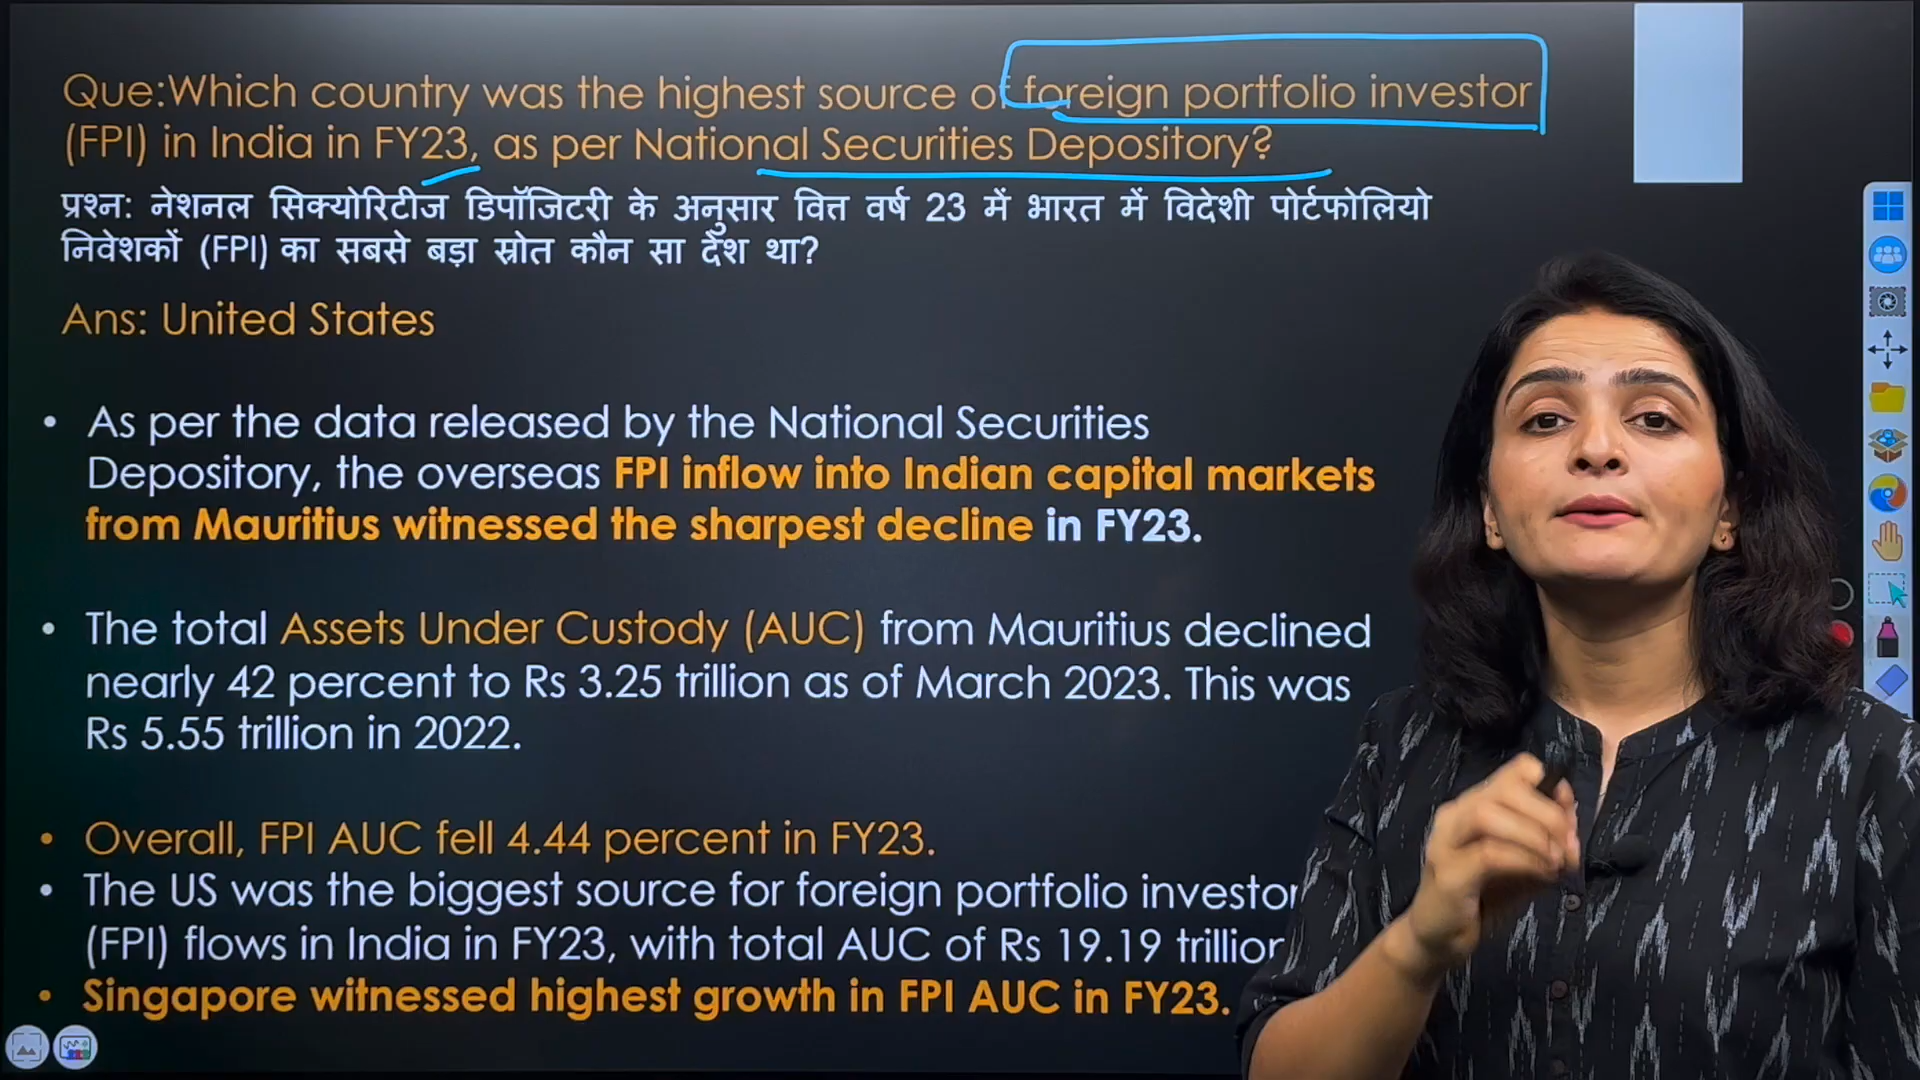 Que:Which country was the highest source of foreign portfolio investor
(FPI) in India in FY23, as per National Securities Depository?
प्रश्न: नेशनल सिक्योरिटीज डिपॉजिटरी के अनुसार वित्त वर्ष 23 में भारत में विदेशी पोर्टफोलियो
निवेशकों (FPI) का सबसे बड़ा स्रोत कौन सा देश था?
Ans: United States
• As per the data released by the National Securities
Depository, the overseas FPI inflow into Indian capital markets
from Mauritius witnessed the sharpest decline in FY23.
• The total Assets Under Custody (AUC) from Mauritius declined
nearly 42 percent to Rs 3.25 trillion as of March 2023. This was
Rs 5.55 trillion in 2022.
• Overall, FPI AUC fell 4.44 percent in FY23.
• The US was the biggest source for foreign portfolio investor
(FPI) flows in India in FY23, with total AUC of Rs 19.19 trillion
• Singapore witnessed highest growth in FPI AUC in FY23.